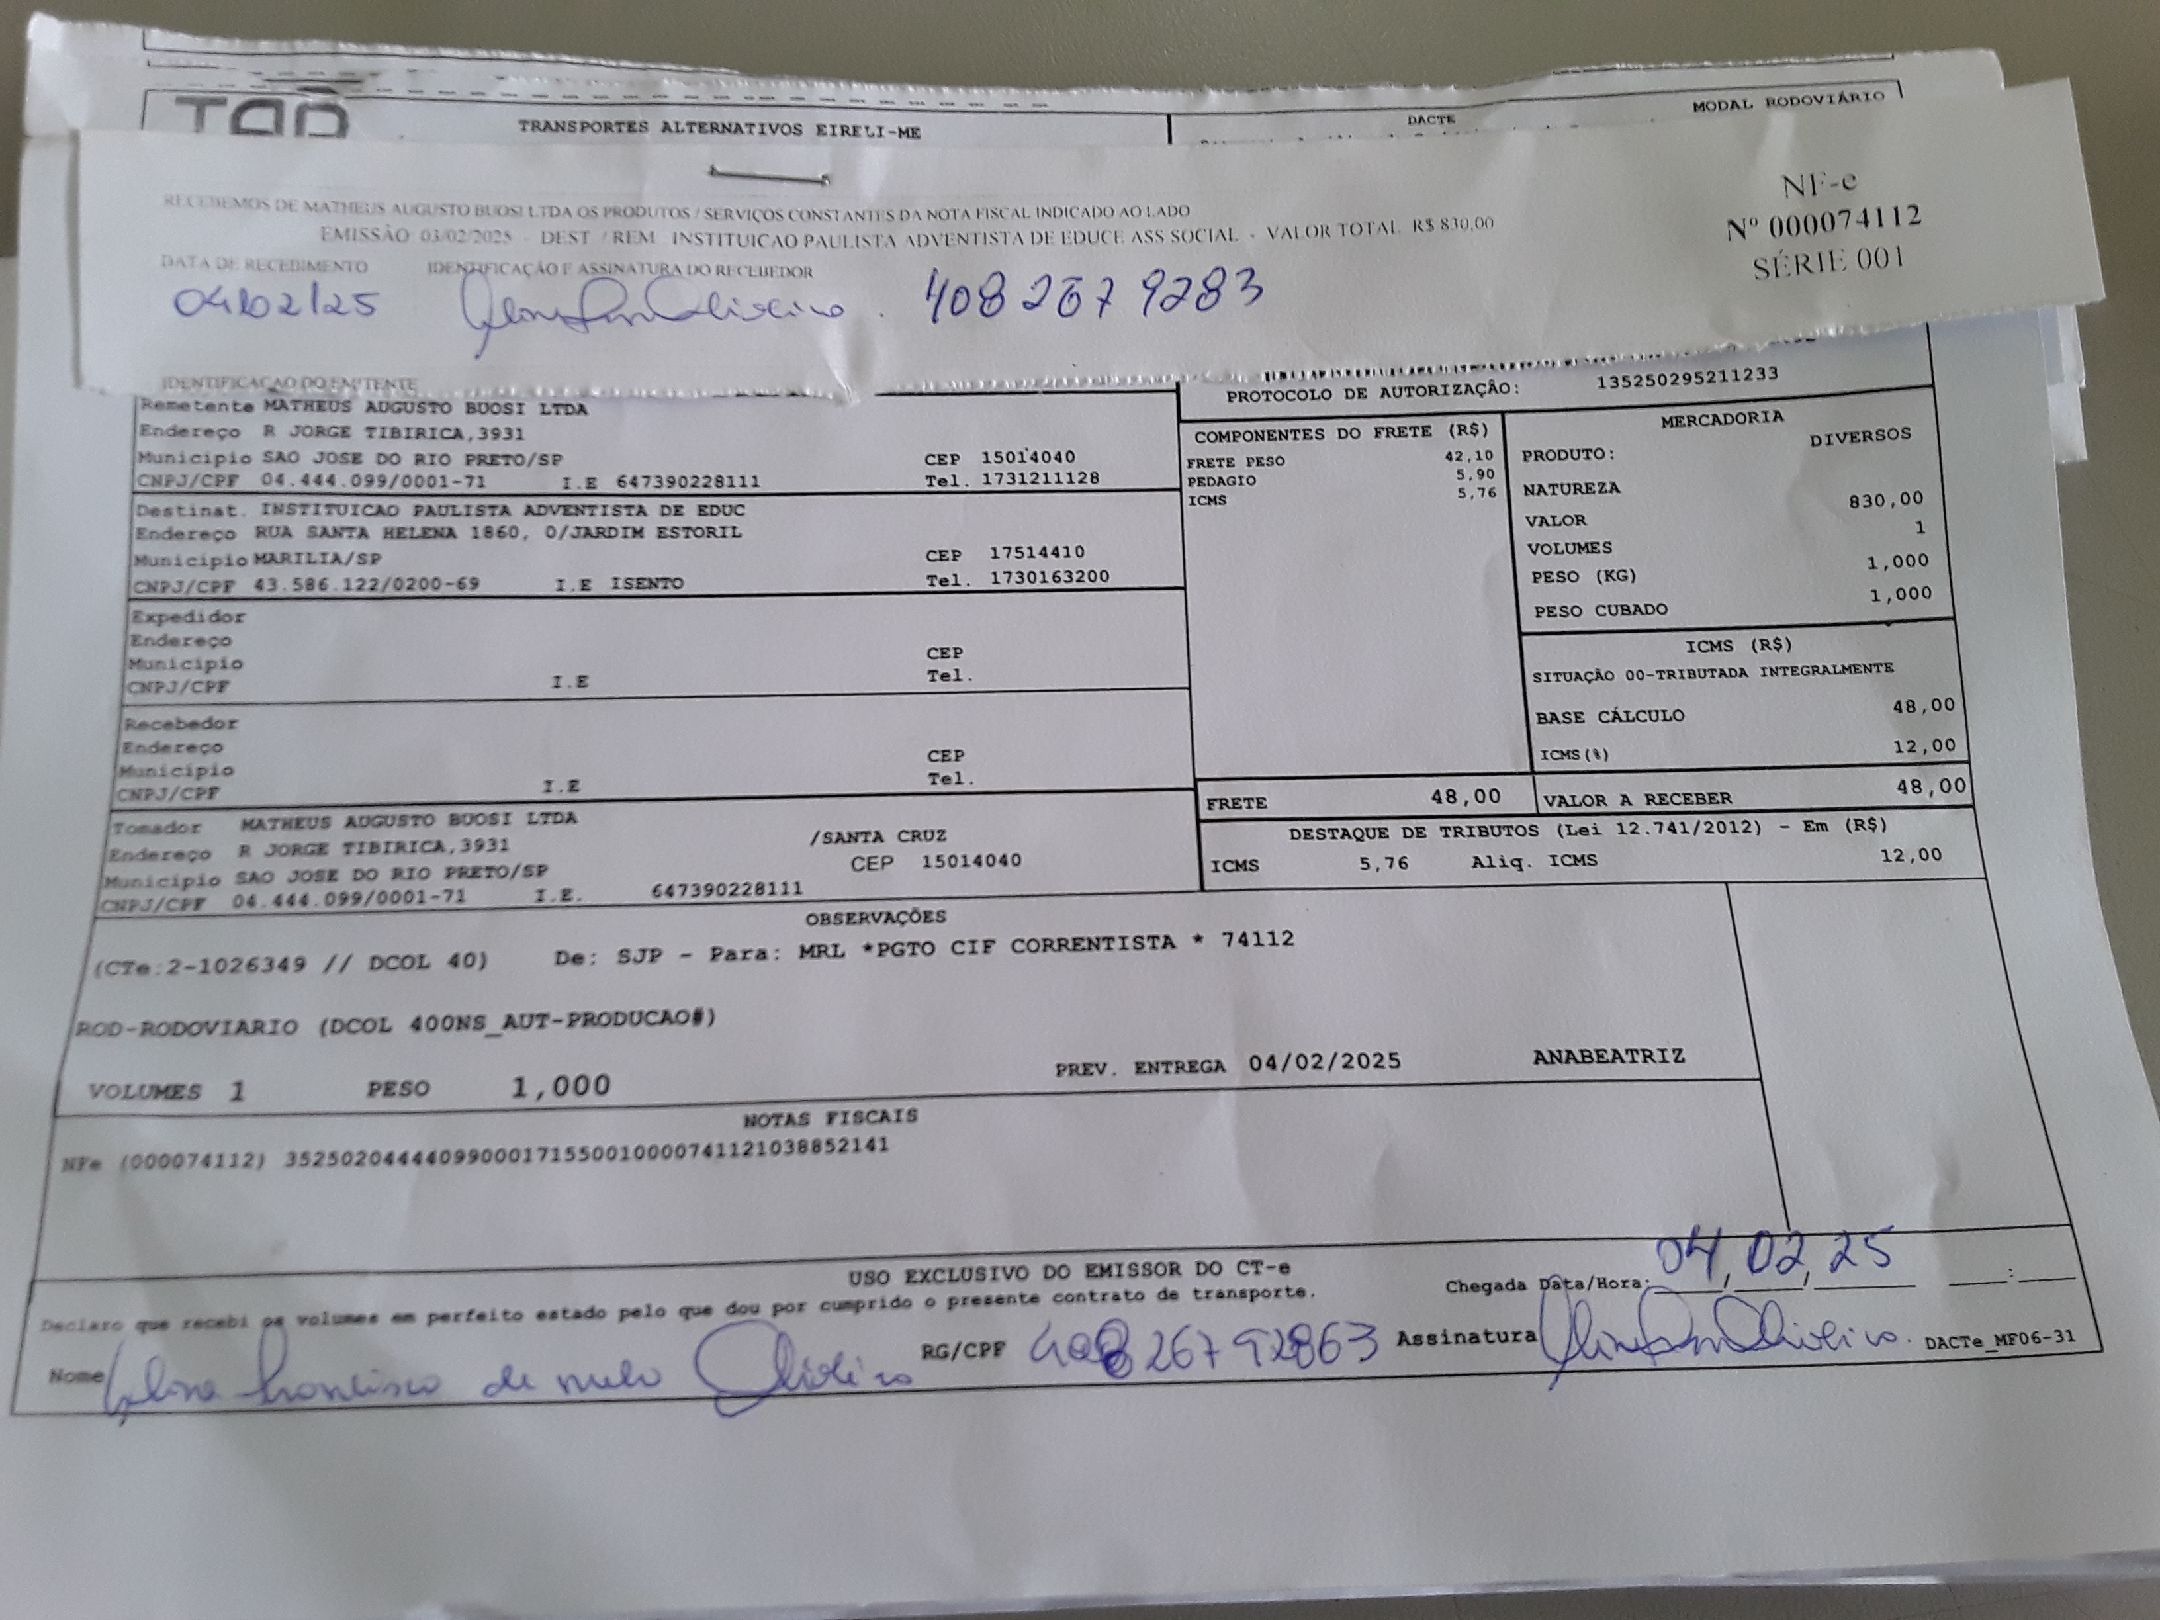 TRANSPORTES ALTERNATIVOS EIRELI-ME
DACTE
MODAL RODOVIÁRIO
RECEBEMOS DE MATHEUS AUGUSTO BUOSI LTDA OS PRODUTOS / SERVIÇOS CONSTANTES DA NOTA FISCAL INDICADO AO LADO
EMISSÃO 03/02/2025 - DEST / REM INSTITUICAO PAULISTA ADVENTISTA DE EDUCE ASS SOCIAL - VALOR TOTAL R$ 830,00
NF-e
Nº 000074112
SÉRIE 001
DATA DE RECEBIMENTO
IDENTIFICAÇÃO E ASSINATURA DO RECEBEDOR
04/02/25
408 267 9283
IDENTIFICAÇÃO DO EMITENTE
PROTOCOLO DE AUTORIZAÇÃO: 135250295211233
Remetente MATHEUS AUGUSTO BUOSI LTDA
Endereço R JORGE TIBIRICA,3931
Município SAO JOSE DO RIO PRETO/SP CEP 15014040
CNPJ/CPF 04.444.099/0001-71 I.E 647390228111 Tel. 1731211128
Destinat. INSTITUICAO PAULISTA ADVENTISTA DE EDUC
Endereço RUA SANTA HELENA 1860, 0/JARDIM ESTORIL
Município MARILIA/SP CEP 17514410
CNPJ/CPF 43.586.122/0200-69 I.E ISENTO Tel. 1730163200
Expedidor
Endereço
Município CEP
CNPJ/CPF I.E Tel.
Recebedor
Endereço
Município CEP
CNPJ/CPF I.E Tel.
Tomador MATHEUS AUGUSTO BUOSI LTDA
Endereço R JORGE TIBIRICA,3931 /SANTA CRUZ
Município SAO JOSE DO RIO PRETO/SP CEP 15014040
CNPJ/CPF 04.444.099/0001-71 I.E. 647390228111
COMPONENTES DO FRETE (R$)
FRETE PESO 42,10
PEDAGIO 5,90
ICMS 5,76
MERCADORIA
PRODUTO: DIVERSOS
NATUREZA
VALOR 830,00
VOLUMES 1
PESO (KG) 1,000
PESO CUBADO 1,000
ICMS (R$)
SITUAÇÃO 00-TRIBUTADA INTEGRALMENTE
BASE CÁLCULO 48,00
ICMS(%) 12,00
FRETE 48,00
VALOR A RECEBER 48,00
DESTAQUE DE TRIBUTOS (Lei 12.741/2012) - Em (R$)
ICMS 5,76 Aliq. ICMS 12,00
OBSERVAÇÕES
(CTe:2-1026349 // DCOL 40) De: SJP - Para: MRL *PGTO CIF CORRENTISTA * 74112
ROD-RODOVIARIO (DCOL 400NS_AUT-PRODUCAO#)
VOLUMES 1 PESO 1,000 PREV. ENTREGA 04/02/2025 ANABEATRIZ
NOTAS FISCAIS
NFe (000074112) 35250204444099000171550010000741121038852141
USO EXCLUSIVO DO EMISSOR DO CT-e
Declaro que recebi os volumes em perfeito estado pelo que dou por cumprido o presente contrato de transporte.
Chegada Data/Hora: 04/02/25 :
Nome Francisco de melo Oliveira RG/CPF 408 267 92863 Assinatura DACTe_MF06-31